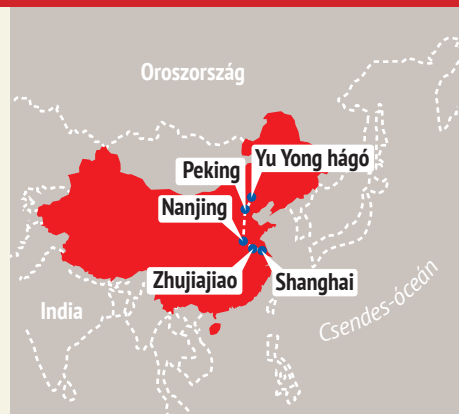 Oroszország
Yu Yong hágó
Peking
Nanjing
Zhujiajiao
Shanghai
India
Csendes-óceán